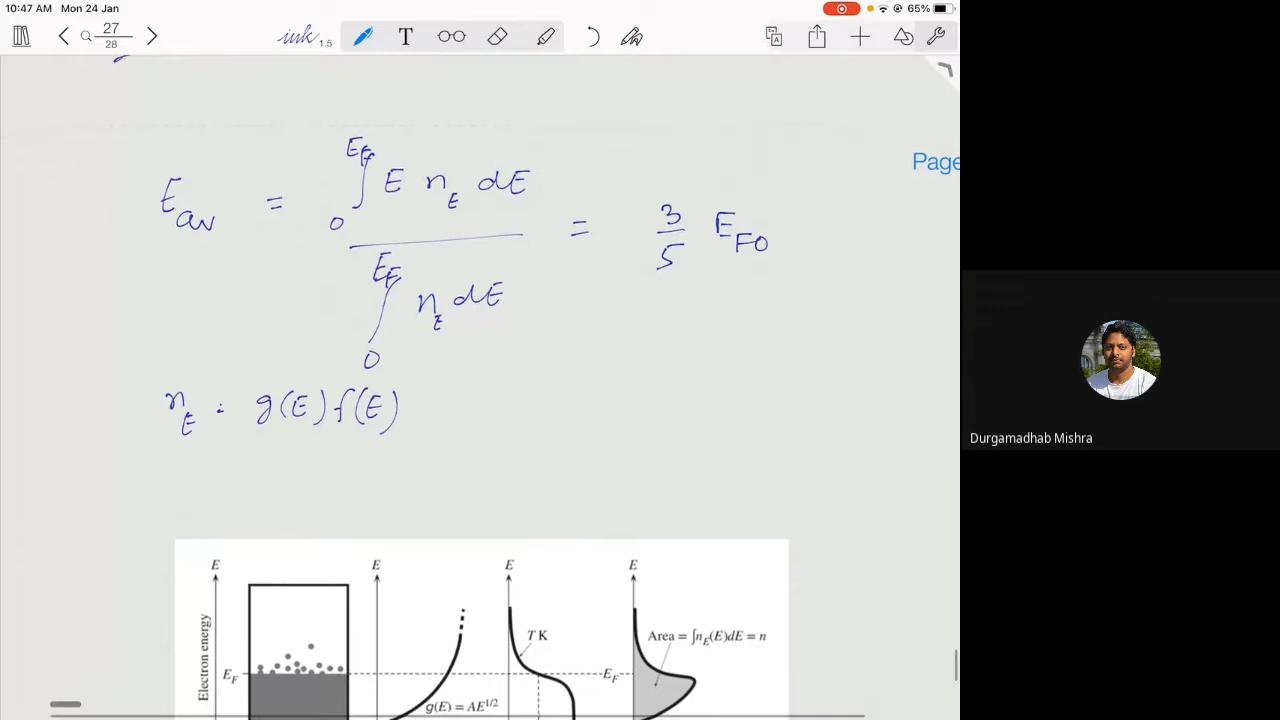 10:47 AM Mon 24 Jan 65%
27
28
ink 1.5 T
Page
E_av = ∫_0^{E_F} E n_E dE / ∫_0^{E_F} n_E dE = 3/5 E_F0
n_E = g(E) f(E)
E E E E
Electron energy
T K
Area = ∫n_E(E)dE = n
E_F
E_F
g(E) = AE^{1/2}
Durgamadhab Mishra